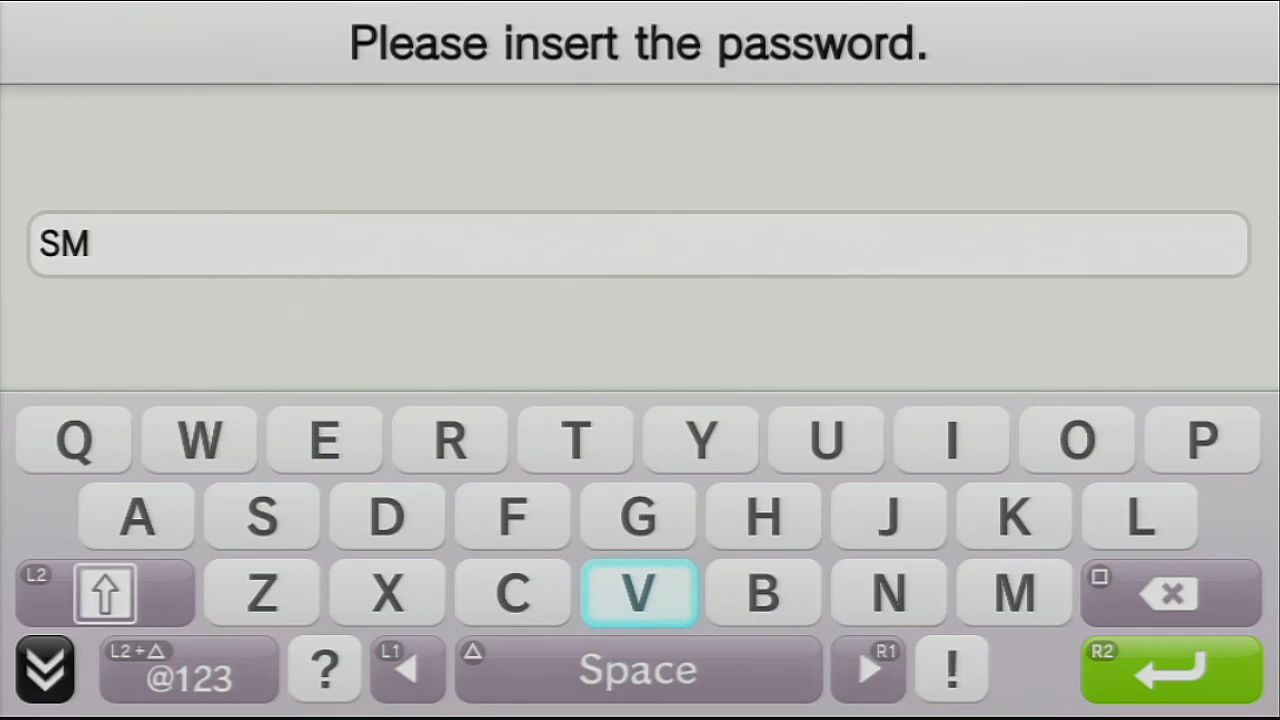 Please insert the password.
SM
Q W E R T Y U I O P
A S D F G H J K L
L2 Z X C V B N M
L2 + △ @123 ? L1 △ Space R1 ! R2